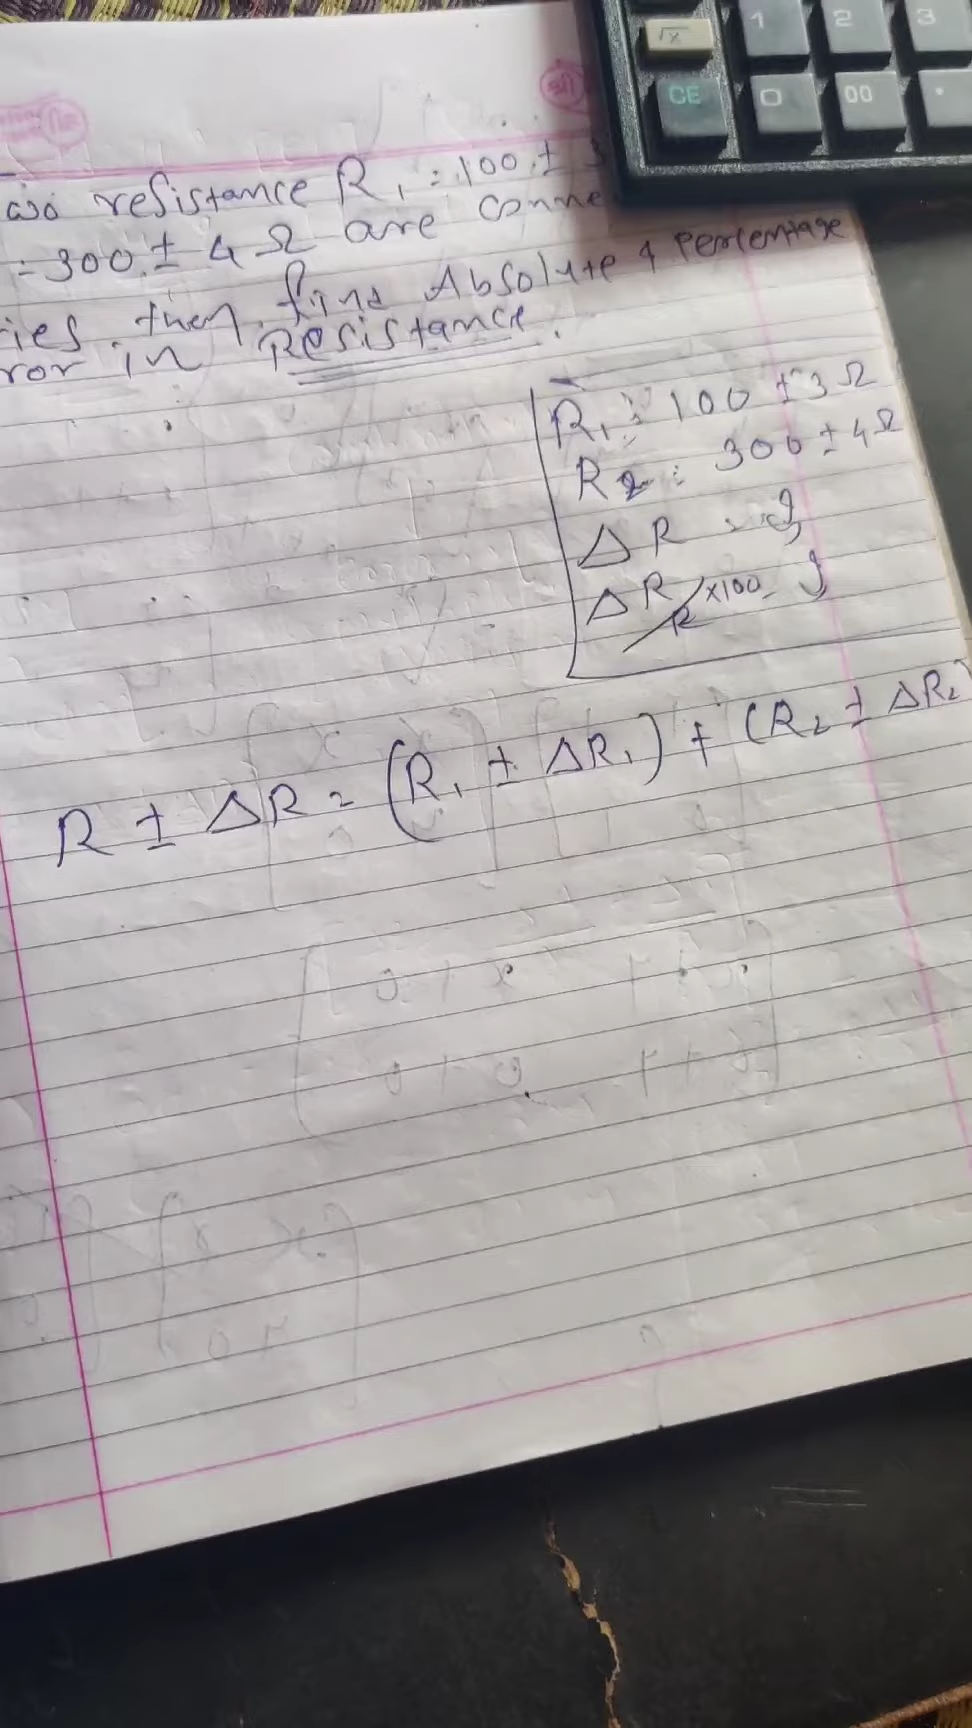 √x 1 2 3
CE 0 00 .
श्री
wo resistance R₁ = 100 ± 3
= 300 ± 4 Ω are conne
ies then find Absolute & Percentage
ror in Resistance.
R₁ = 100 ± 3 Ω
R₂ = 300 ± 4 Ω
ΔR = ?
ΔR/R ×100 = ?
R ± ΔR = (R₁ ± ΔR₁) + (R₂ ± ΔR₂)